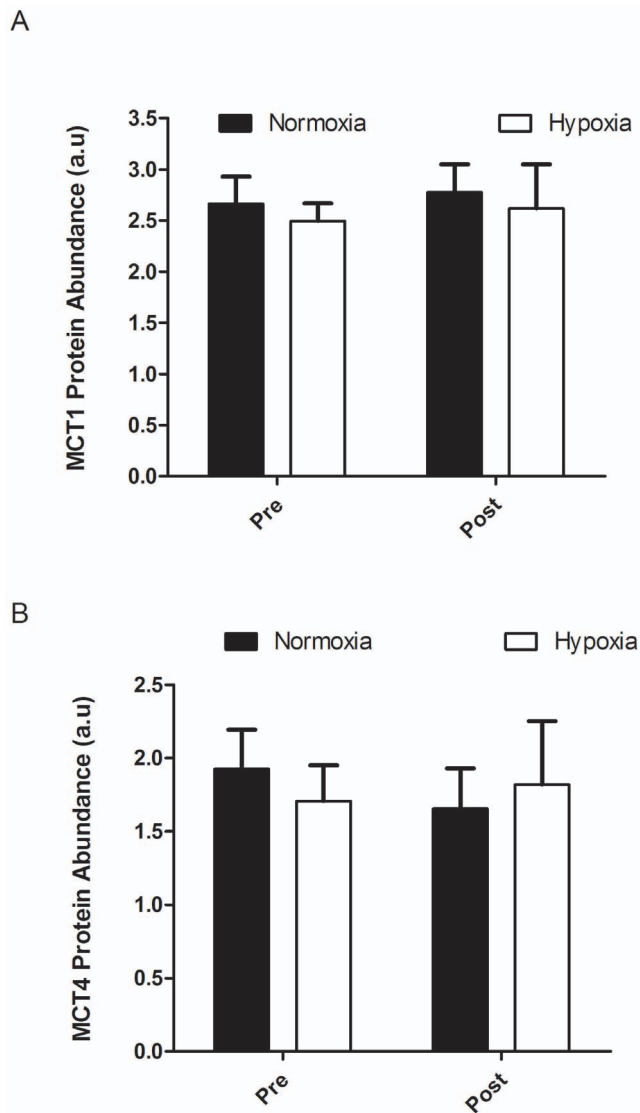 A
Normoxia Hypoxia
MCT1 Protein Abundance (a.u)
3.5
3.0
2.5
2.0
1.5
1.0
0.5
0.0
Pre Post
B
Normoxia Hypoxia
MCT4 Protein Abundance (a.u)
2.5
2.0
1.5
1.0
0.5
0.0
Pre Post